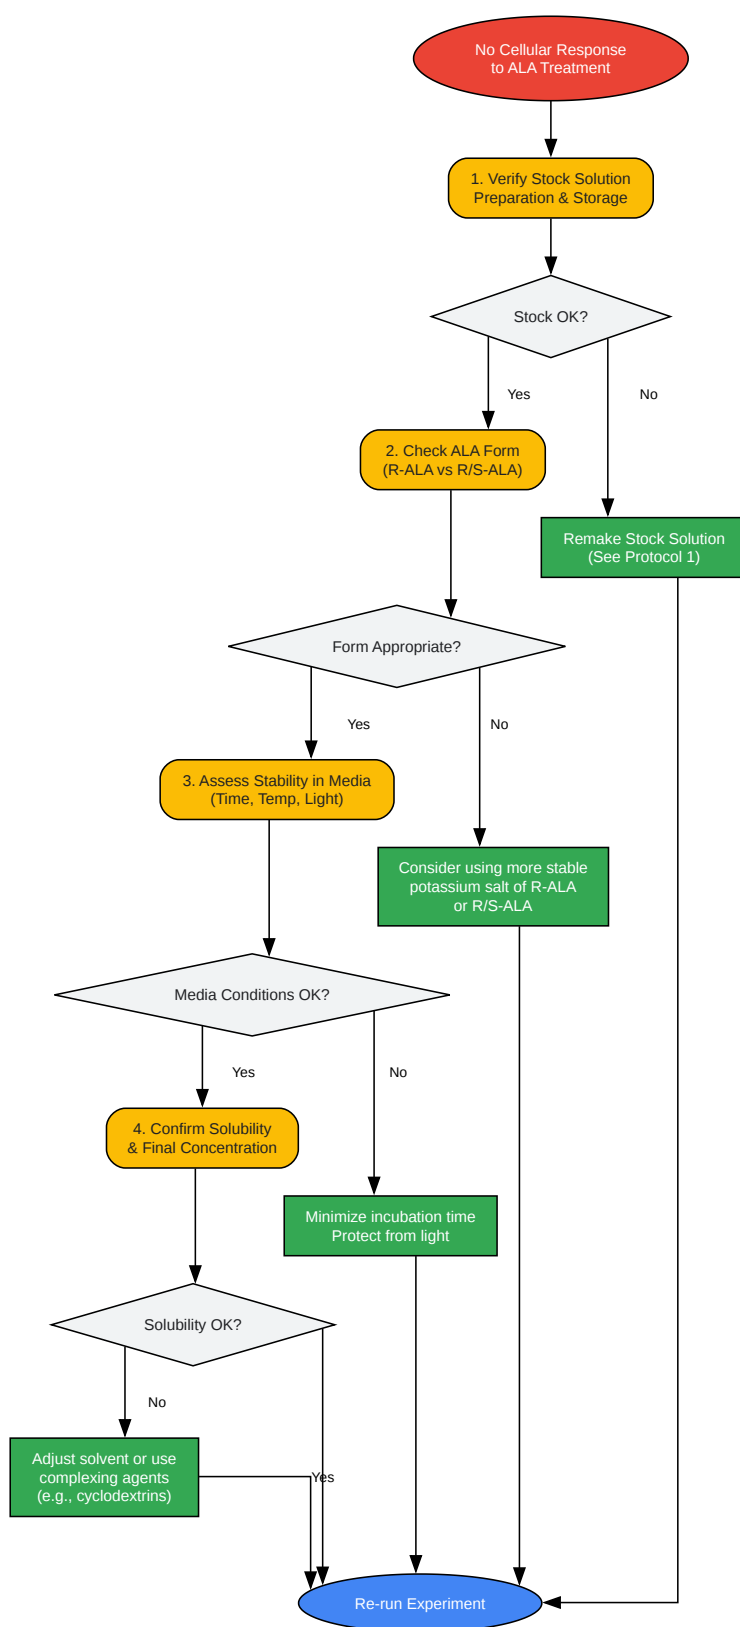 No Cellular Response
to ALA Treatment
1. Verify Stock Solution
Preparation & Storage
Stock OK?
Yes
No
2. Check ALA Form
(R-ALA vs R/S-ALA)
Remake Stock Solution
(See Protocol 1)
Form Appropriate?
Yes
No
3. Assess Stability in Media
(Time, Temp, Light)
Consider using more stable
potassium salt of R-ALA
or R/S-ALA
Media Conditions OK?
Yes
No
4. Confirm Solubility
& Final Concentration
Minimize incubation time
Protect from light
Solubility OK?
No
Adjust solvent or use
complexing agents
(e.g., cyclodextrins)
Yes
Re-run Experiment